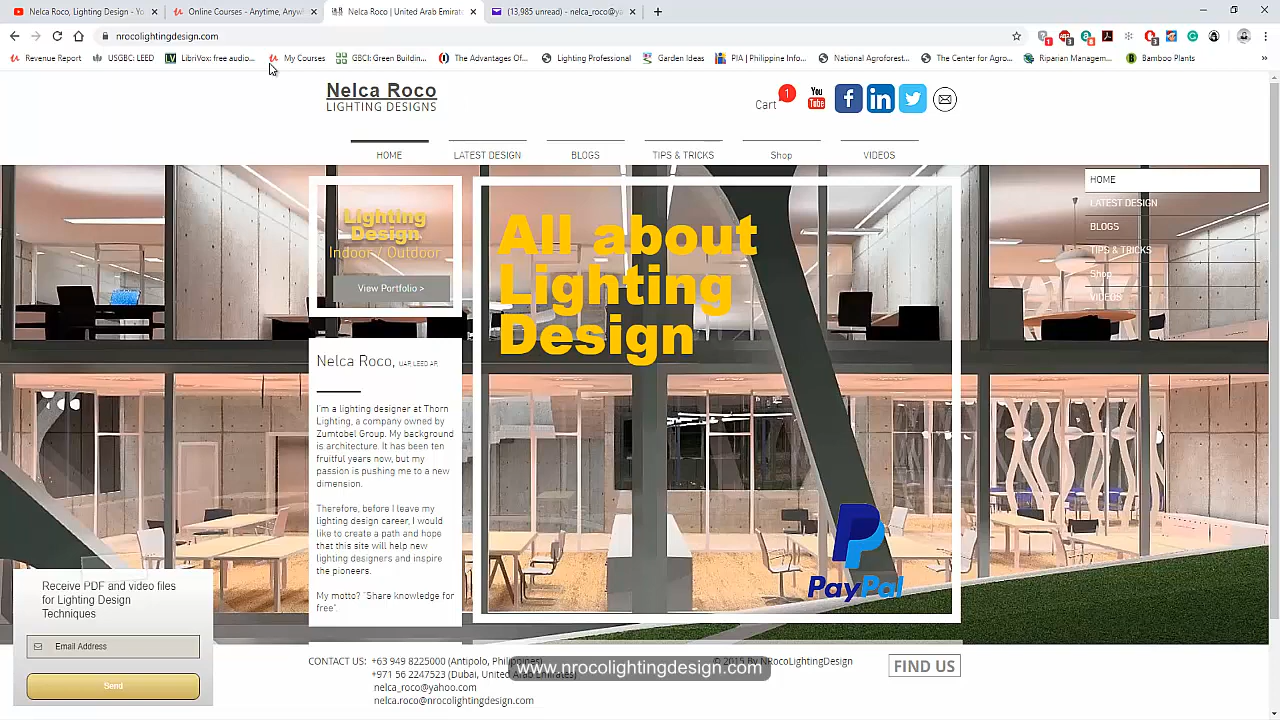 Nelca Roco, Lighting Design - Yo
Online Courses - Anytime, Anywh
Nelca Roco | United Arab Emirate
(13,985 unread) - nelca_roco@ya
nrocolightingdesign.com
Revenue Report
USGBC: LEED
LibriVox: free audio...
My Courses
GBCI: Green Buildin...
The Advantages Of...
Lighting Professional
Garden Ideas
PIA | Philippine Info...
National Agroforest...
The Center for Agro...
Riparian Managem...
Bamboo Plants
Nelca Roco
LIGHTING DESIGNS
Cart
1
You
Tube
HOME
LATEST DESIGN
BLOGS
TIPS & TRICKS
Shop
VIDEOS
Lighting
Design
Indoor / Outdoor
View Portfolio >
All about
Lighting
Design
HOME
LATEST DESIGN
BLOGS
TIPS & TRICKS
Shop
VIDEOS
Nelca Roco, UAP, LEED AP,
I'm a lighting designer at Thorn
Lighting, a company owned by
Zumtobel Group. My background
is architecture. It has been ten
fruitful years now, but my
passion is pushing me to a new
dimension.
Therefore, before I leave my
lighting design career, I would
like to create a path and hope
that this site will help new
lighting designers and inspire
the pioneers.
My motto? "Share knowledge for
free".
PayPal
Receive PDF and video files
for Lighting Design
Techniques
Email Address
Send
CONTACT US: +63 949 8225000 (Antipolo, Philippines)
+971 56 2247523 (Dubai, United Arab Emirates)
nelca_roco@yahoo.com
nelca.roco@nrocolightingdesign.com
© 2015 By NRocoLightingDesign
FIND US
www.nrocolightingdesign.com